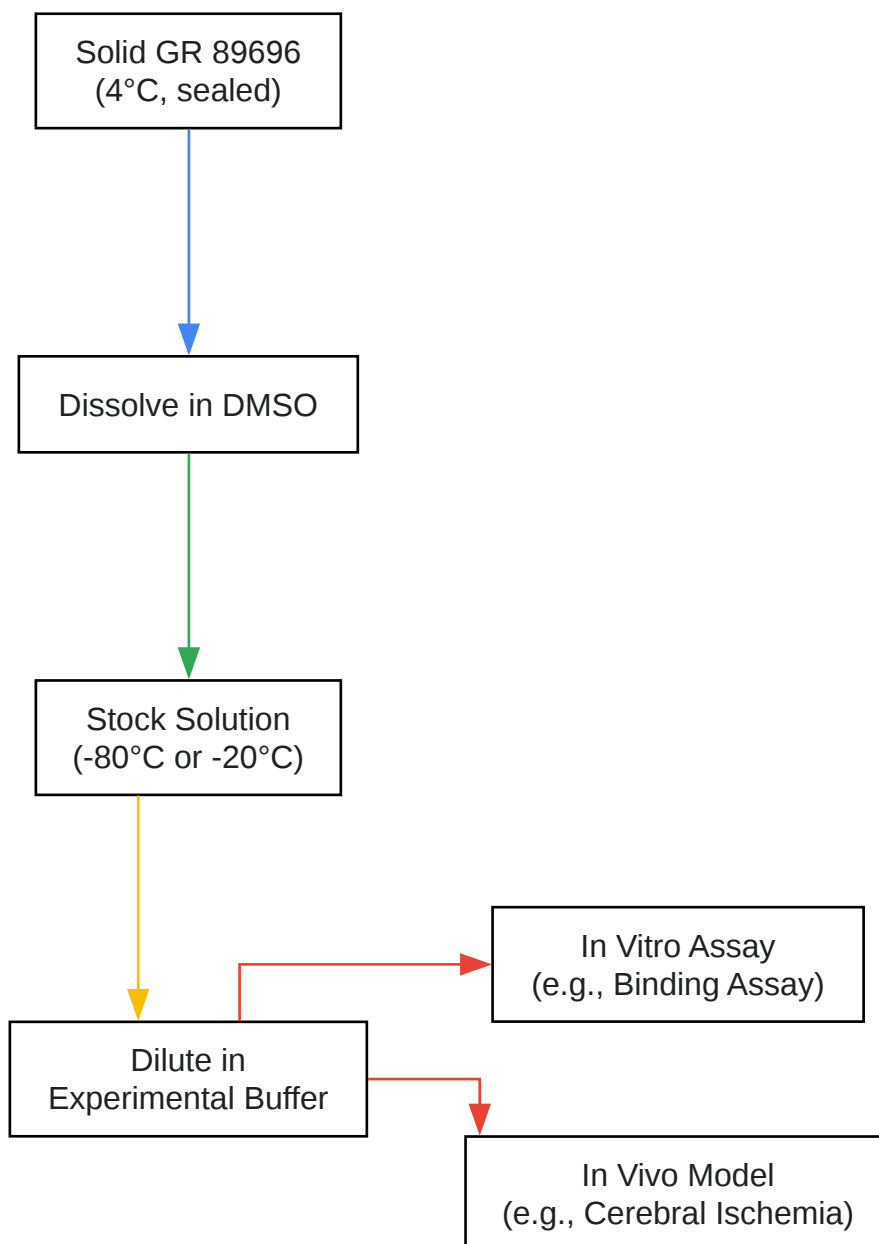 Solid GR 89696
(4°C, sealed)
Dissolve in DMSO
Stock Solution
(-80°C or -20°C)
In Vitro Assay
(e.g., Binding Assay)
Dilute in
Experimental Buffer
In Vivo Model
(e.g., Cerebral Ischemia)